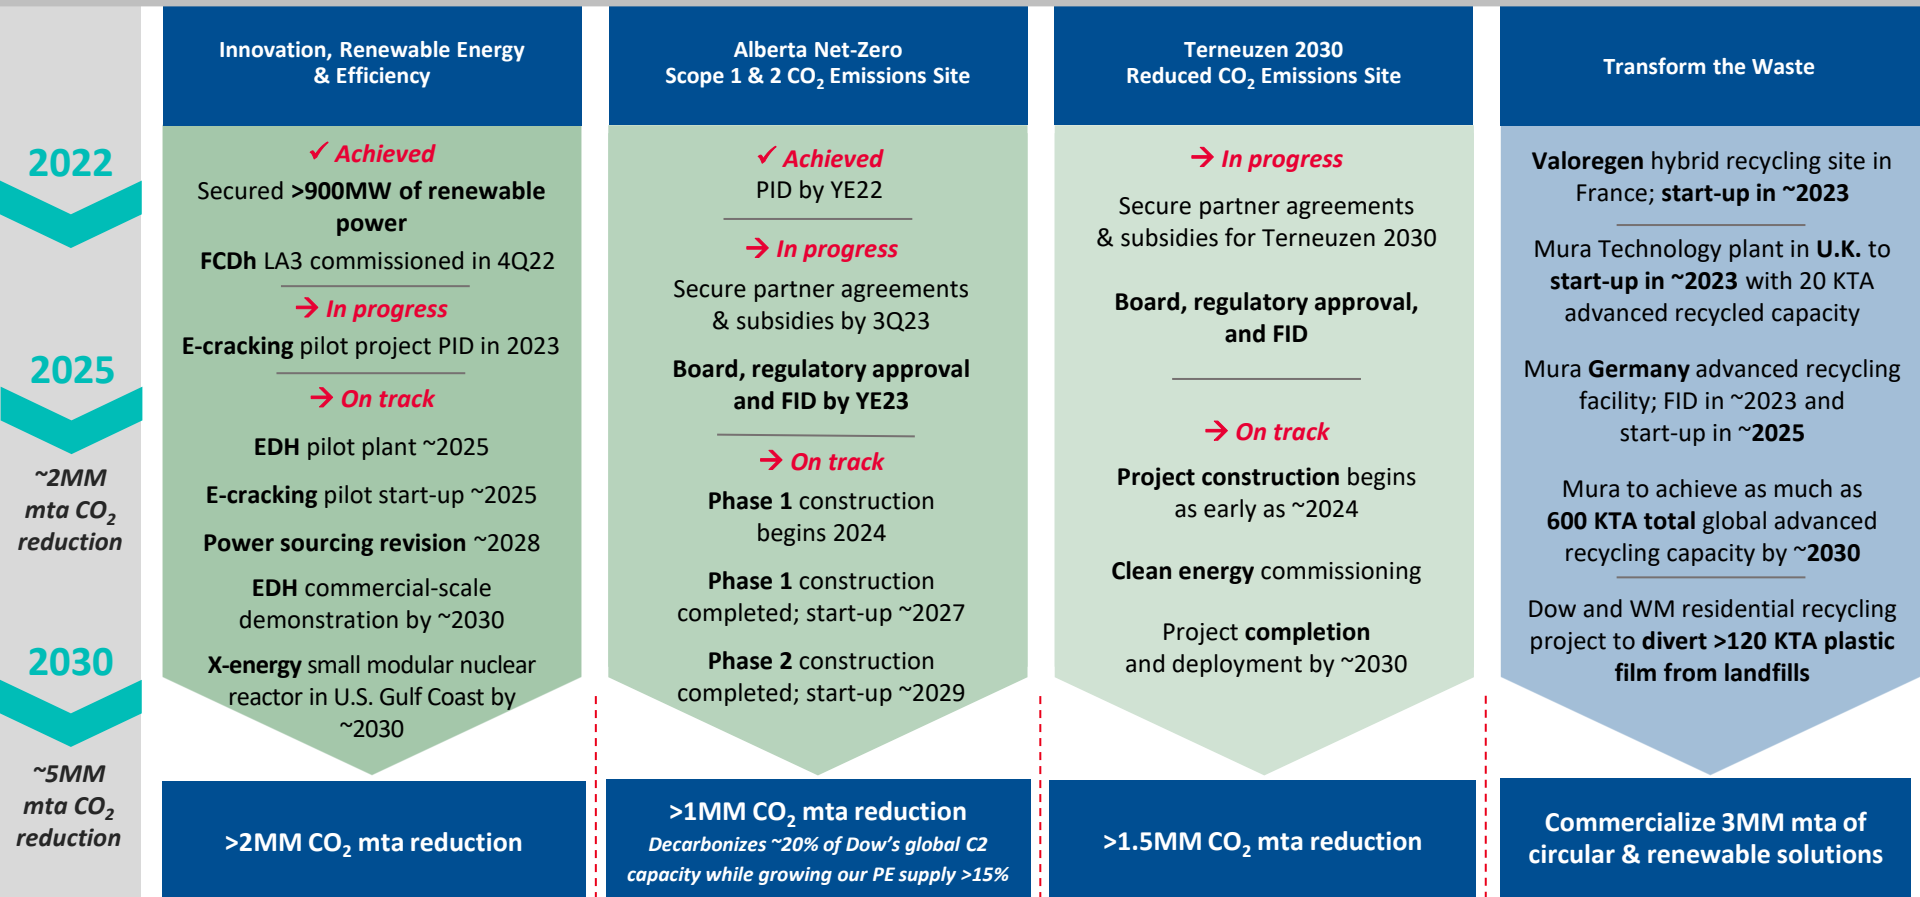 2022
2025
~2MM
mta CO₂
reduction
2030
~5MM
mta CO₂
reduction
Innovation, Renewable Energy
& Efficiency
✓ Achieved
Secured >900MW of renewable
power
FCDh LA3 commissioned in 4Q22
→ In progress
E-cracking pilot project PID in 2023
→ On track
EDH pilot plant ~2025
E-cracking pilot start-up ~2025
Power sourcing revision ~2028
EDH commercial-scale
demonstration by ~2030
X-energy small modular nuclear
reactor in U.S. Gulf Coast by
~2030
>2MM CO₂ mta reduction
Alberta Net-Zero
Scope 1 & 2 CO₂ Emissions Site
✓ Achieved
PID by YE22
→ In progress
Secure partner agreements
& subsidies by 3Q23
Board, regulatory approval
and FID by YE23
→ On track
Phase 1 construction
begins 2024
Phase 1 construction
completed; start-up ~2027
Phase 2 construction
completed; start-up ~2029
>1MM CO₂ mta reduction
Decarbonizes ~20% of Dow’s global C2
capacity while growing our PE supply >15%
Terneuzen 2030
Reduced CO₂ Emissions Site
→ In progress
Secure partner agreements
& subsidies for Terneuzen 2030
Board, regulatory approval,
and FID
→ On track
Project construction begins
as early as ~2024
Clean energy commissioning
Project completion
and deployment by ~2030
>1.5MM CO₂ mta reduction
Transform the Waste
Valoregen hybrid recycling site in
France; start-up in ~2023
Mura Technology plant in U.K. to
start-up in ~2023 with 20 KTA
advanced recycled capacity
Mura Germany advanced recycling
facility; FID in ~2023 and
start-up in ~2025
Mura to achieve as much as
600 KTA total global advanced
recycling capacity by ~2030
Dow and WM residential recycling
project to divert >120 KTA plastic
film from landfills
Commercialize 3MM mta of
circular & renewable solutions